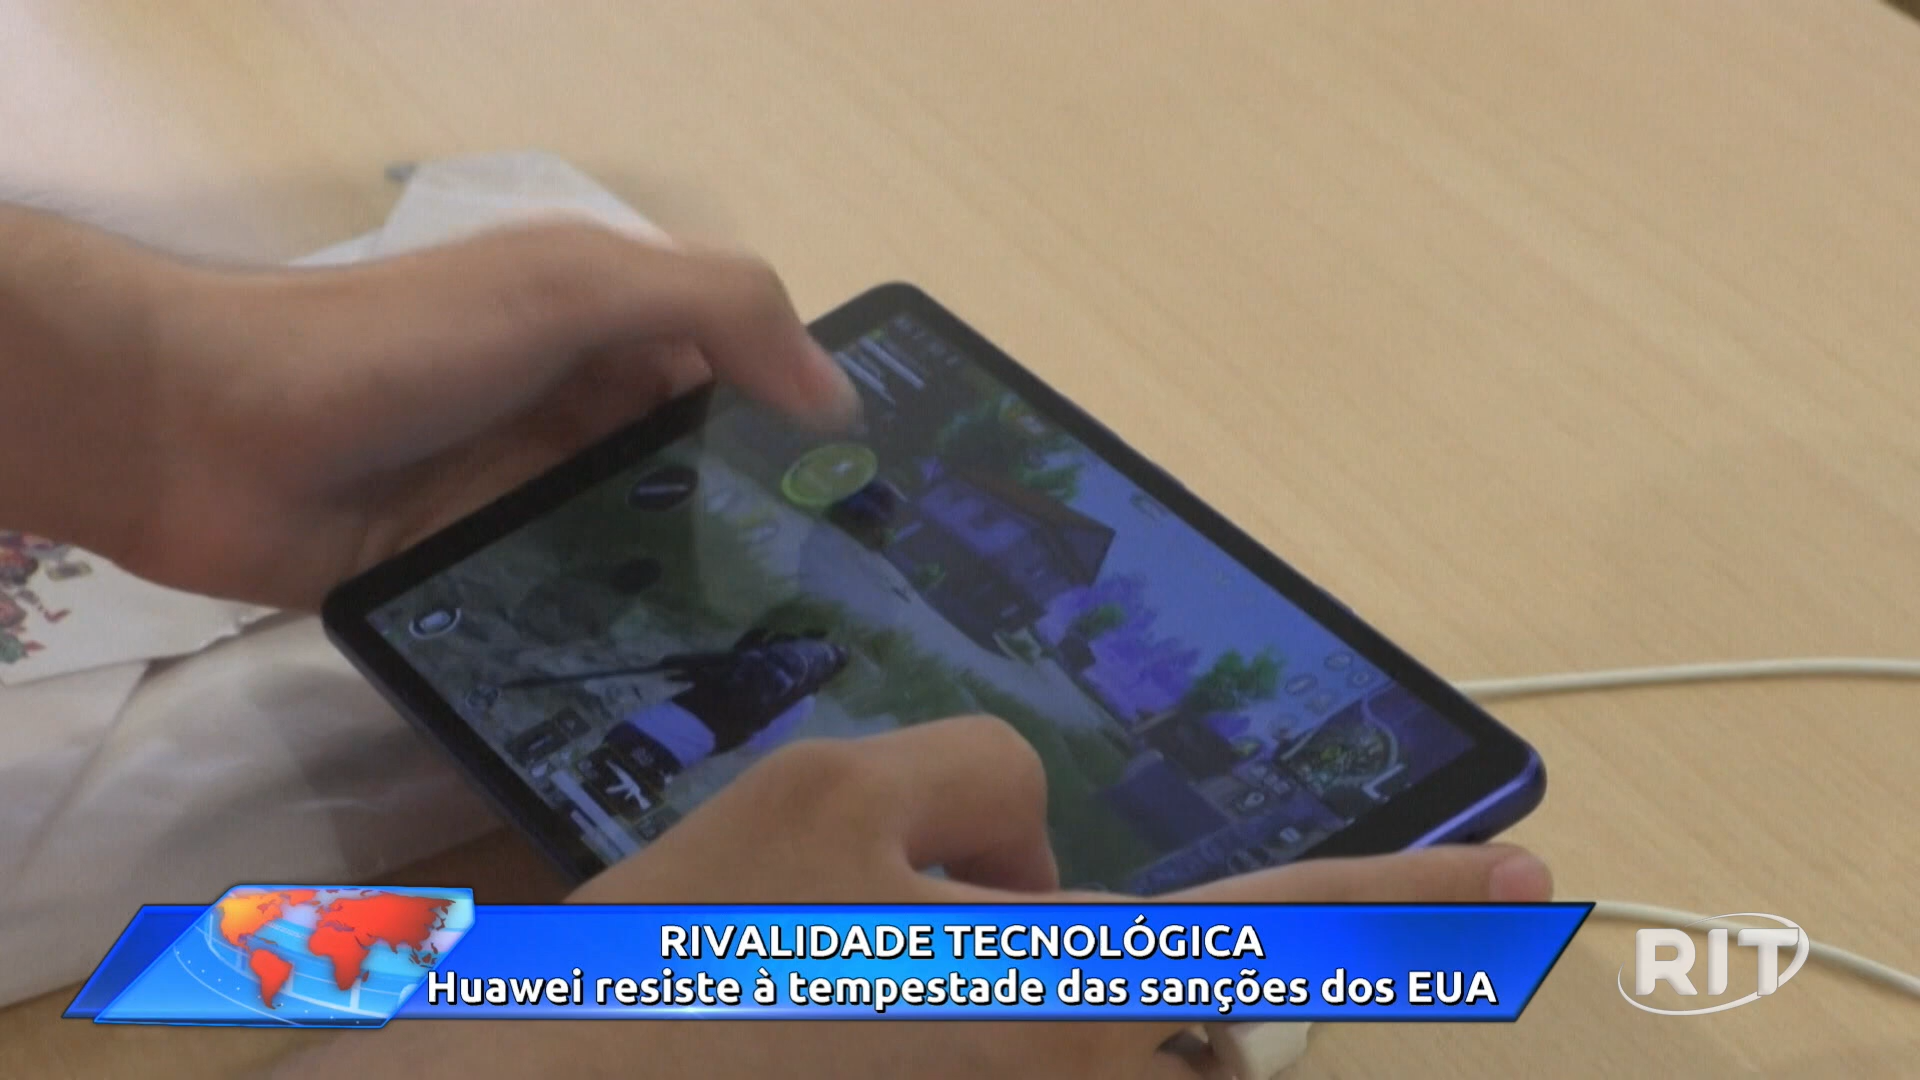 RIVALIDADE TECNOLÓGICA
Huawei resiste à tempestade das sanções dos EUA
RIT